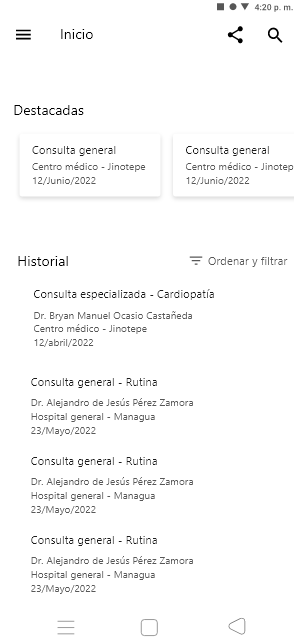 4:20 p. m.
Inicio
Destacadas
Consulta general
Centro médico - Jinotepe
12/Junio/2022
Consulta general
Centro médico - Jinotep
12/Junio/2022
Historial
Ordenar y filtrar
Consulta especializada - Cardiopatía
Dr. Bryan Manuel Ocasio Castañeda
Centro médico - Jinotepe
12/abril/2022
Consulta general - Rutina
Dr. Alejandro de Jesús Pérez Zamora
Hospital general - Managua
23/Mayo/2022
Consulta general - Rutina
Dr. Alejandro de Jesús Pérez Zamora
Hospital general - Managua
23/Mayo/2022
Consulta general - Rutina
Dr. Alejandro de Jesús Pérez Zamora
Hospital general - Managua
23/Mayo/2022